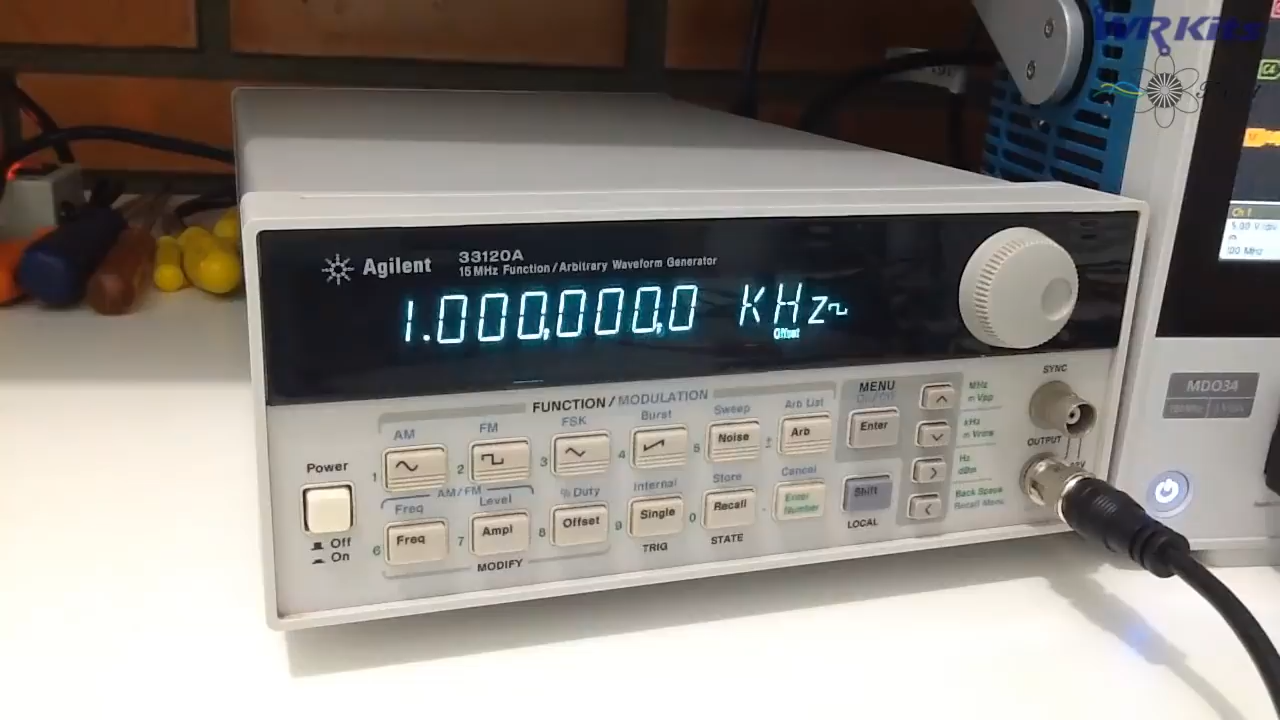 WR Kits
Agilent
33120A
15 MHz Function / Arbitrary Waveform Generator
1.000,000,0 KHz
Offset
Ch 1
MDO34
FUNCTION / MODULATION
AM
FM
FSK
Burst
Sweep
Arb List
1
2
3
4
5
Noise
Arb
MENU
Enter
MHz
m Vpp
kHz
m Vrms
Hz
dBm
Back Space
Recall Menu
SYNC
OUTPUT
Power
Off
On
AM/FM
Freq
Level
% Duty
Internal
Store
Cancel
6
Freq
7
Ampl
8
Offset
9
Single
0
Recall
Enter
Number
Shift
LOCAL
MODIFY
TRIG
STATE